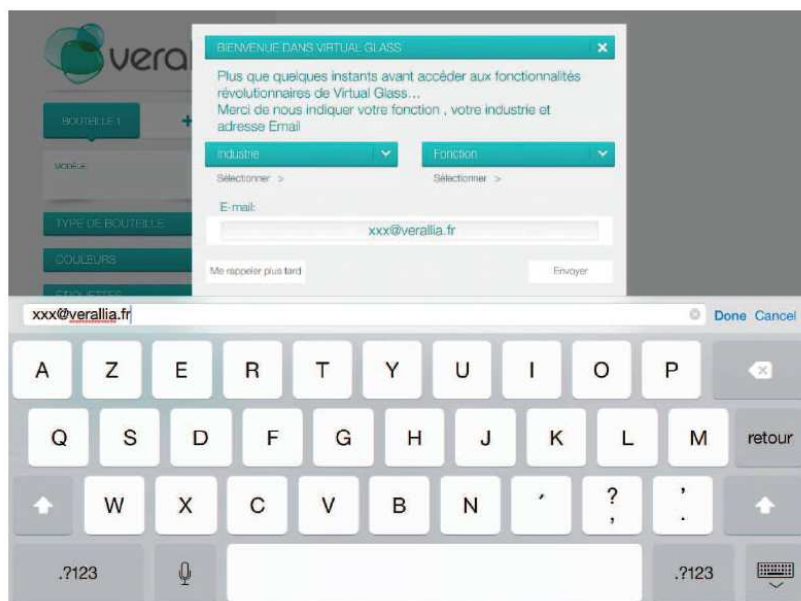 veral
BIENVENUE DANS VIRTUAL GLASS
Plus que quelques instants avant accéder aux fonctionnalités
révolutionnaires de Virtual Glass...
Merci de nous indiquer votre fonction , votre industrie et
adresse Email
BOUTEILLE 1 +
Industrie Fonction
MODÈLE
Sélectionner > Sélectionner >
E-mail:
TYPE DE BOUTEILLE
xxx@verallia.fr
COULEURS
Me rappeler plus tard Envoyer
ÉTIQUETTES
xxx@verallia.fr Done Cancel
A Z E R T Y U I O P
Q S D F G H J K L M retour
W X C V B N ´ ? , ' .
.?123 .?123